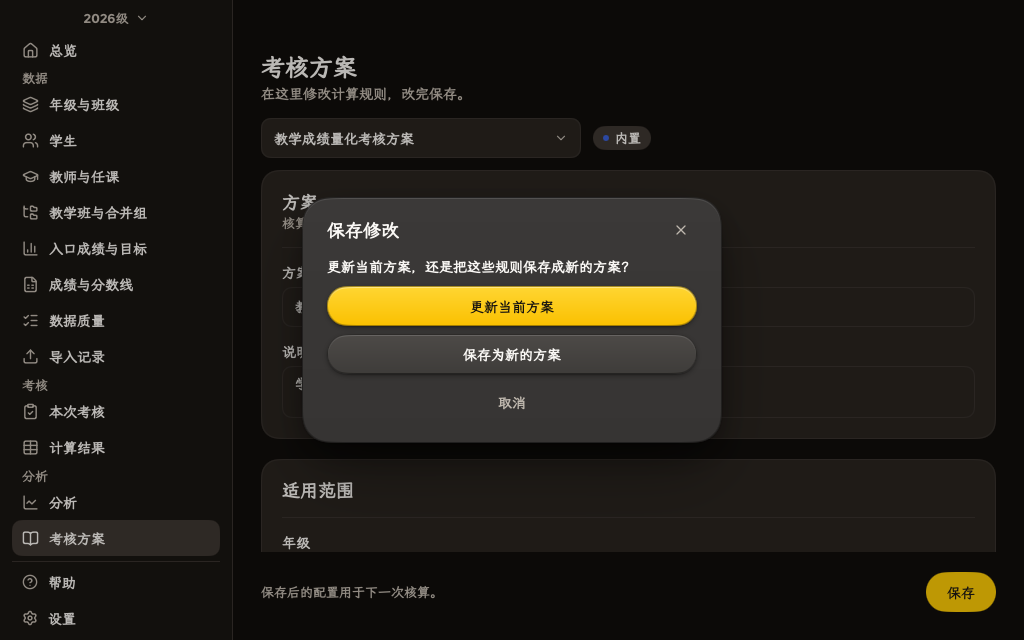 2026级
总览
数据
年级与班级
学生
教师与任课
教学班与合并组
入口成绩与目标
成绩与分数线
数据质量
导入记录
考核
本次考核
计算结果
分析
分析
考核方案
帮助
设置
考核方案
在这里修改计算规则，改完保存。
教学成绩量化考核方案
内置
方案
核算
方案
说明
保存修改
更新当前方案，还是把这些规则保存成新的方案？
更新当前方案
保存为新的方案
取消
适用范围
年级
保存后的配置用于下一次核算。
保存